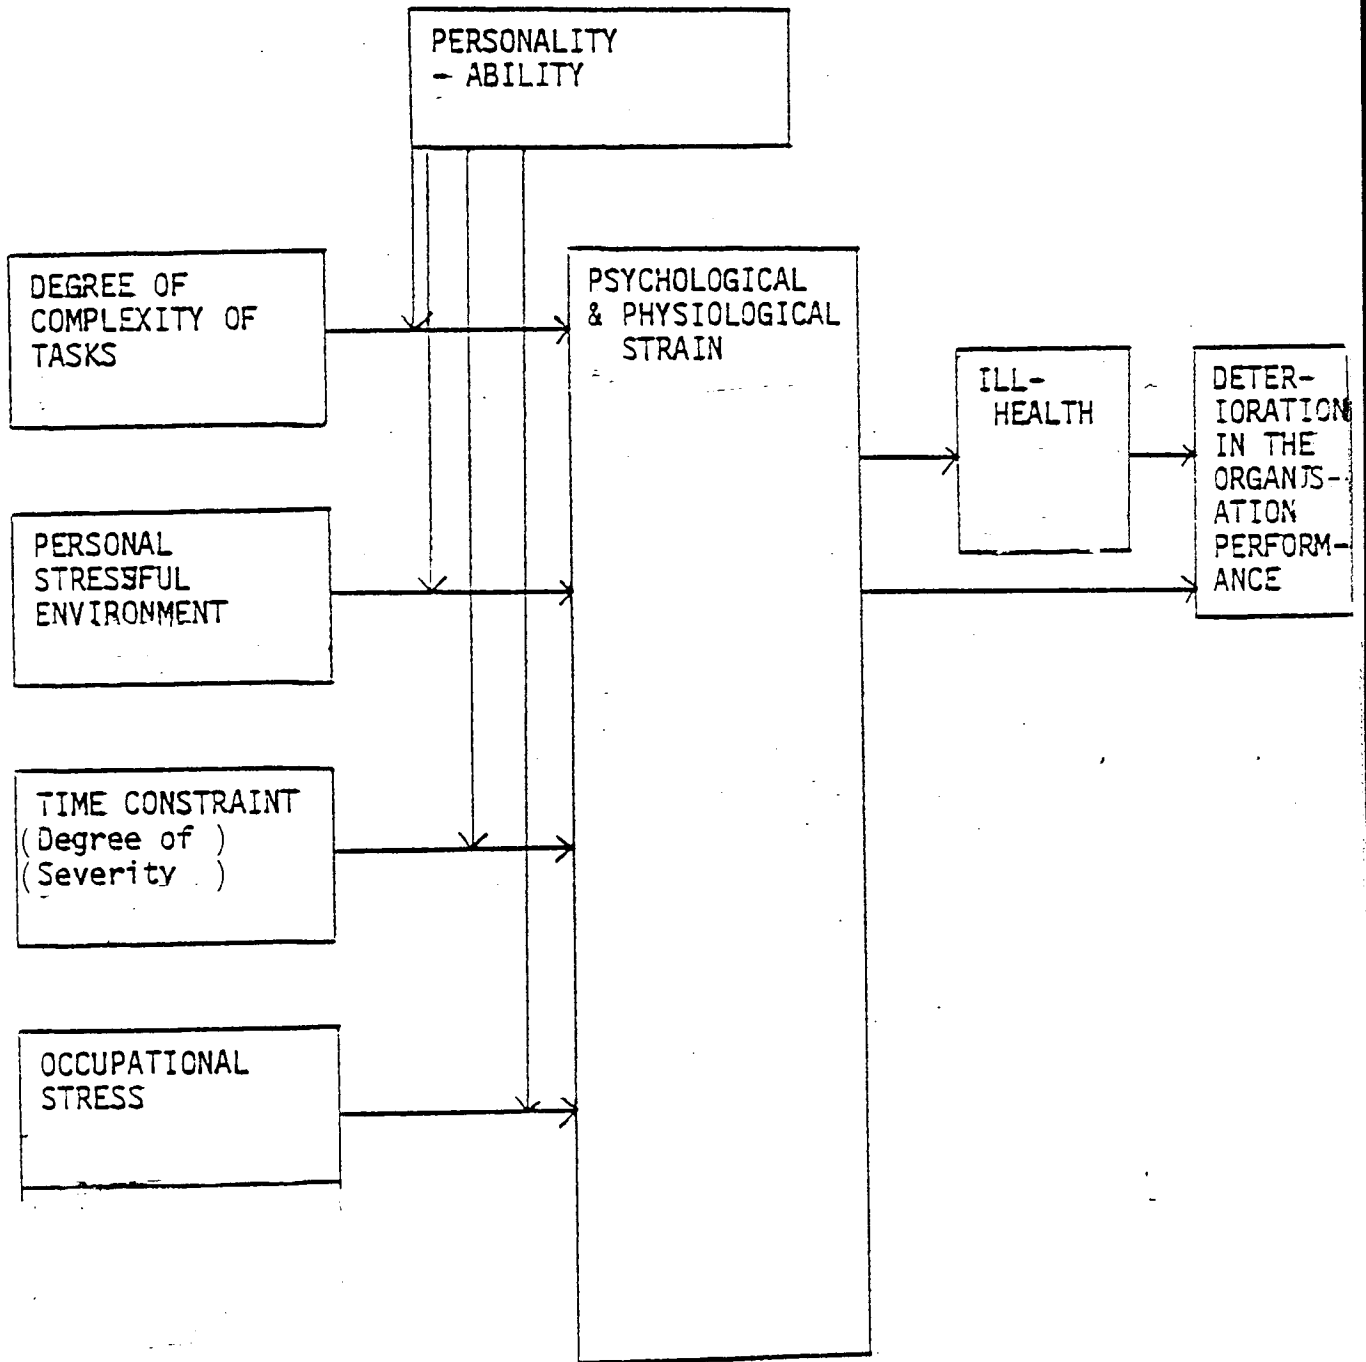 PERSONALITY
- ABILITY
DEGREE OF
COMPLEXITY OF
TASKS
PERSONAL
STRESSFUL
ENVIRONMENT
TIME CONSTRAINT
(Degree of )
(Severity )
OCCUPATIONAL
STRESS
PSYCHOLOGICAL
& PHYSIOLOGICAL
STRAIN
ILL-
HEALTH
DETER-
IORATION
IN THE
ORGANIS-
ATION
PERFORM-
ANCE